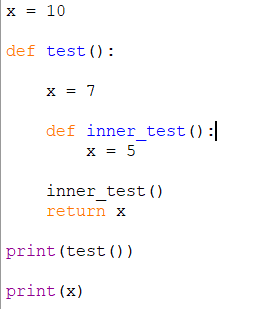 x = 10
def test():
    x = 7
    def inner_test():
        x = 5
    inner_test()
    return x
print(test())
print(x)